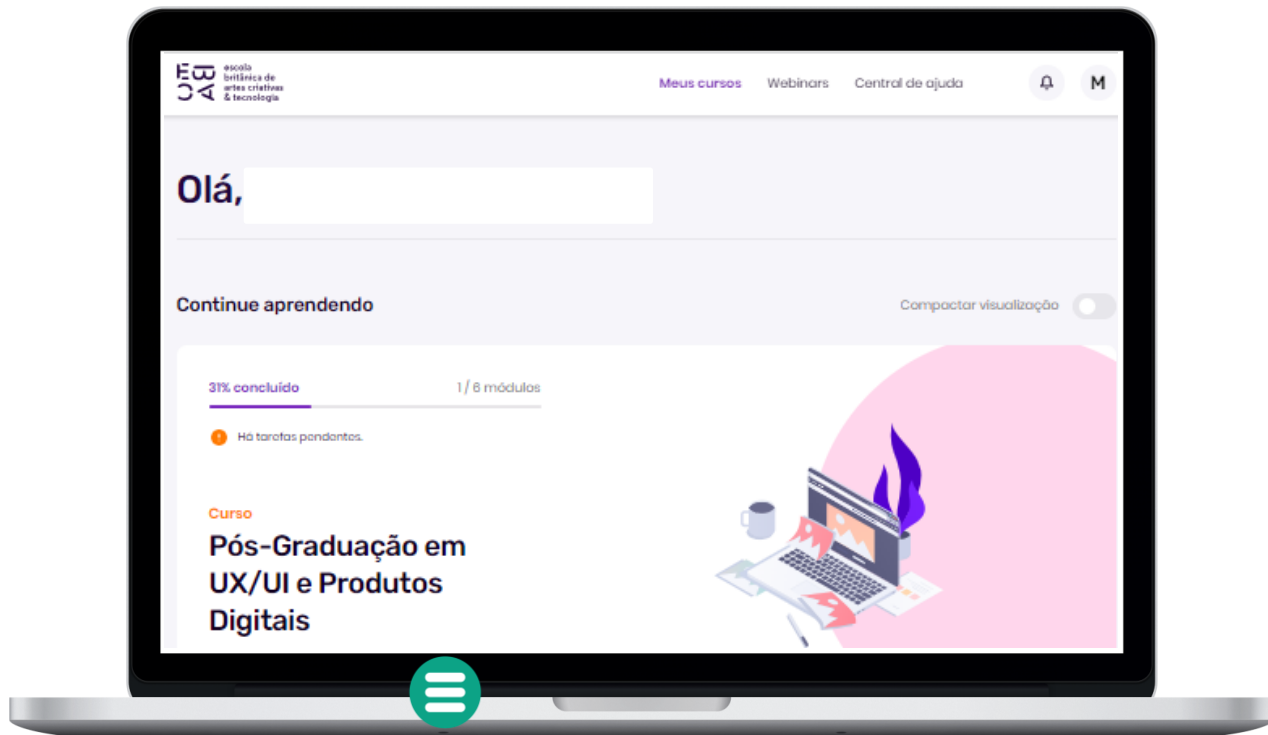 EBAC
escola
britânica de
artes criativas
& tecnologia
Meus cursos
Webinars
Central de ajuda
M
Olá,
Continue aprendendo
Compactar visualização
31% concluído
1 / 6 módulos
Há tarefas pendentes.
Curso
Pós-Graduação em
UX/UI e Produtos
Digitais